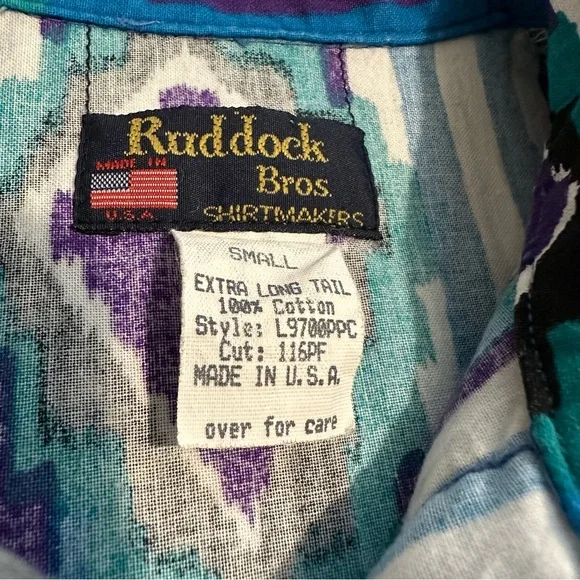 Ruddock
Bros.
MADE IN
U.S.A
SHIRTMAKERS
SMALL
EXTRA LONG TAIL
100% Cotton
Style: L9700PPC
Cut: 116PF
MADE IN U.S.A.
over for care